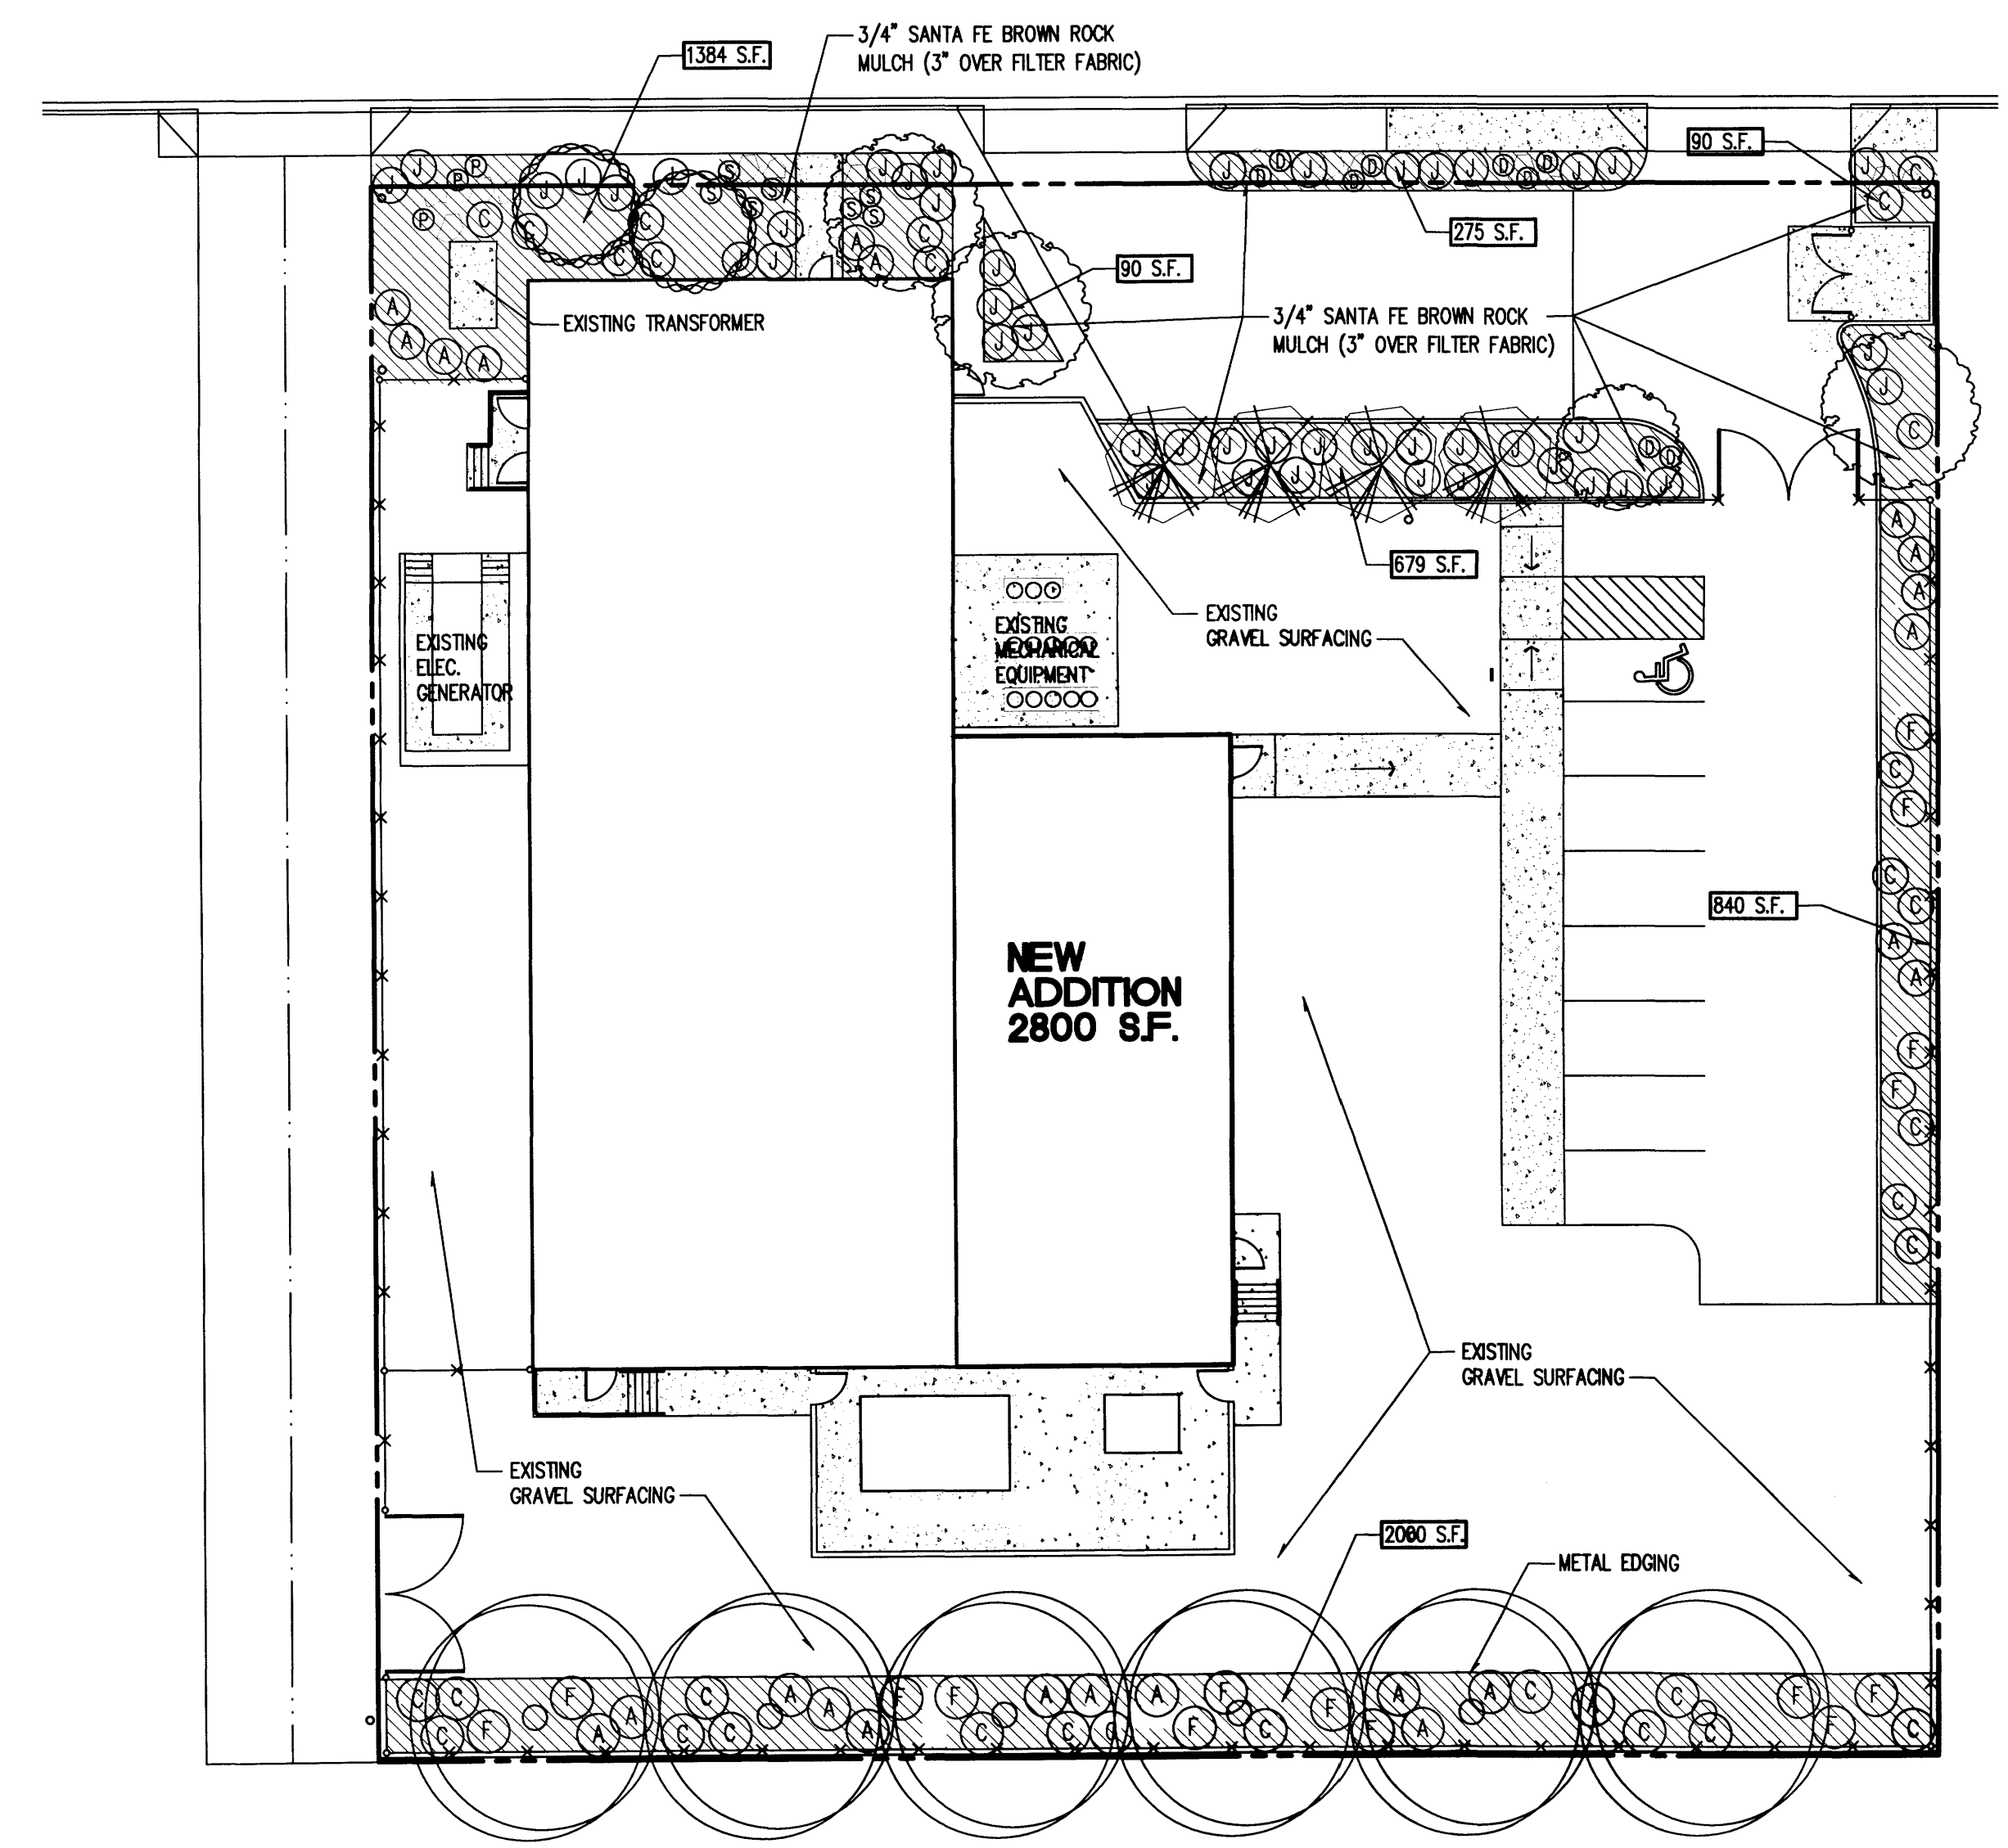 3/4" SANTA FE BROWN ROCK
MULCH (3" OVER FILTER FABRIC)
1384 S.F.
90 S.F.
275 S.F.
90 S.F.
EXISTING TRANSFORMER
3/4" SANTA FE BROWN ROCK
MULCH (3" OVER FILTER FABRIC)
679 S.F.
EXISTING
GRAVEL SURFACING
EXISTING
MECHANICAL
EQUIPMENT
EXISTING
ELEC.
GENERATOR
840 S.F.
NEW
ADDITION
2800 S.F.
EXISTING
GRAVEL SURFACING
EXISTING
GRAVEL SURFACING
S.F.
METAL EDGING